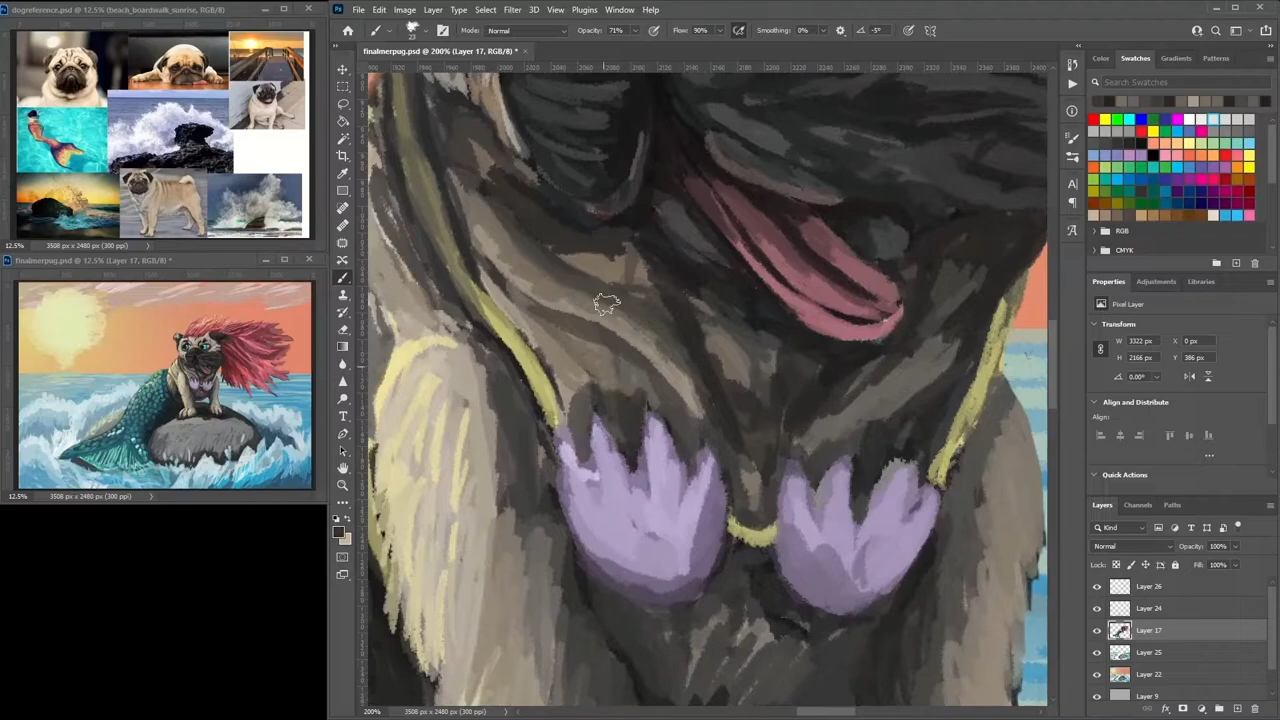 dogreference.psd @ 12,5% (beach_boardwalk_sunrise, RGB/8)
12.5% 3508 px x 2480 px (300 ppi)
finalmerpug.psd @ 12,5% (Layer 17, RGB/8) *
12.5% 3508 px x 2480 px (300 ppi)
File Edit Image Layer Type Select Filter 3D View Plugins Window Help
23 Mode: Normal Opacity: 71% Flow: 90% Smoothing: 0% -5°
finalmerpug.psd @ 200% (Layer 17, RGB/8) *
200% 3508 px x 2480 px (300 ppi)
Color Swatches Gradients Patterns
Search Swatches
RGB
CMYK
Properties Adjustments Libraries
Pixel Layer
Transform
W 3322 px X 0 px
H 2166 px Y 386 px
0.00°
Align and Distribute
Align:
Quick Actions
Layers Channels Paths
Kind
Normal Opacity: 100%
Lock: Fill: 100%
Layer 26
Layer 24
Layer 17
Layer 25
Layer 22
Layer 9